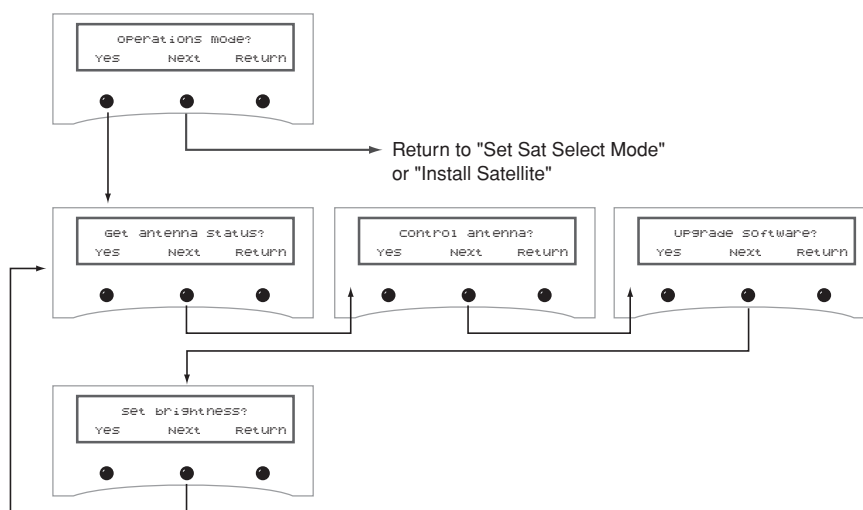 Operations mode?
Yes Next Return
Return to "Set Sat Select Mode"
or "Install Satellite"
Get antenna status?
Yes Next Return
Control antenna?
Yes Next Return
Upgrade software?
Yes Next Return
Set brightness?
Yes Next Return